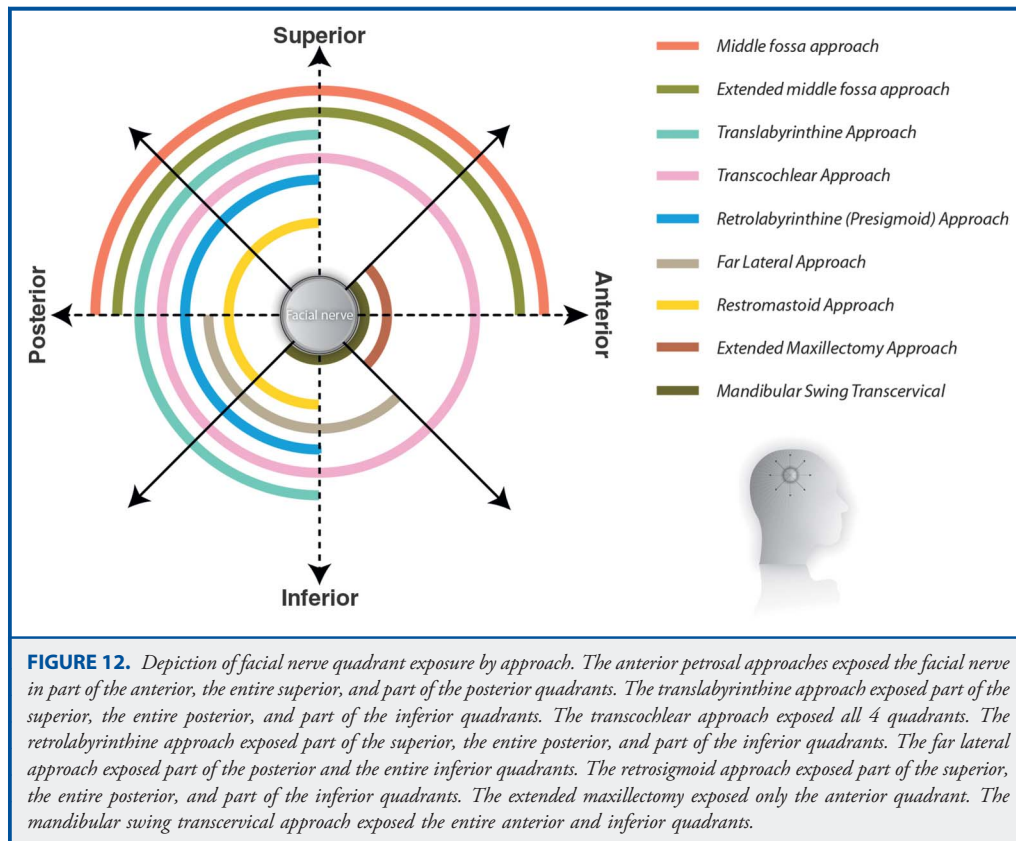 Superior
Posterior
Facial nerve
Anterior
Inferior
Middle fossa approach
Extended middle fossa approach
Translabyrinthine Approach
Transcochlear Approach
Retrolabyrinthine (Presigmoid) Approach
Far Lateral Approach
Restromastoid Approach
Extended Maxillectomy Approach
Mandibular Swing Transcervical
FIGURE 12. Depiction of facial nerve quadrant exposure by approach. The anterior petrosal approaches exposed the facial nerve
in part of the anterior, the entire superior, and part of the posterior quadrants. The translabyrinthine approach exposed part of the
superior, the entire posterior, and part of the inferior quadrants. The transcochlear approach exposed all 4 quadrants. The
retrolabyrinthine approach exposed part of the superior, the entire posterior, and part of the inferior quadrants. The far lateral
approach exposed part of the posterior and the entire inferior quadrants. The retrosigmoid approach exposed part of the superior,
the entire posterior, and part of the inferior quadrants. The extended maxillectomy exposed only the anterior quadrant. The
mandibular swing transcervical approach exposed the entire anterior and inferior quadrants.